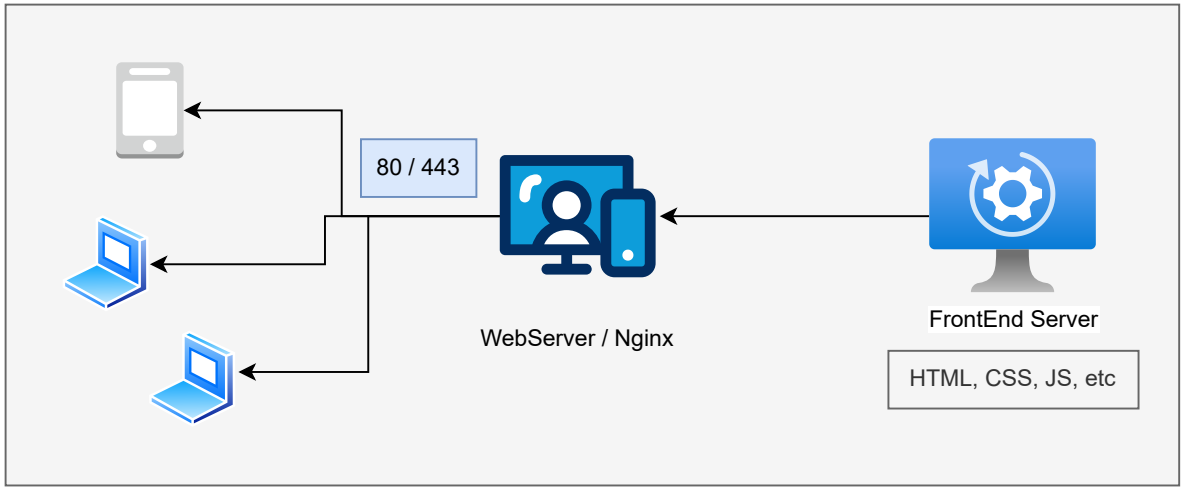 80 / 443
WebServer / Nginx
FrontEnd Server
HTML, CSS, JS, etc